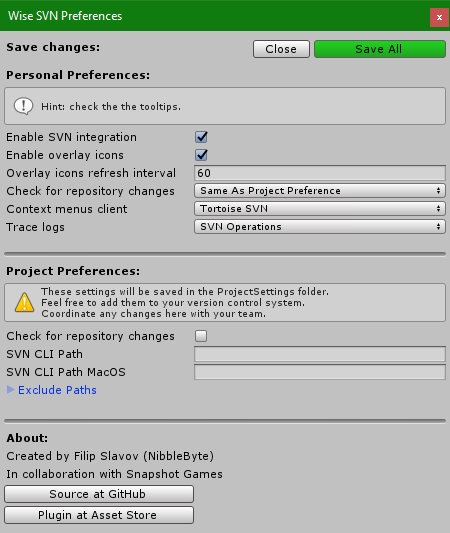 Wise SVN Preferences
x
Save changes:
Close
Save All
Personal Preferences:
Hint: check the the tooltips.
Enable SVN integration
Enable overlay icons
Overlay icons refresh interval 60
Check for repository changes Same As Project Preference
Context menus client Tortoise SVN
Trace logs SVN Operations
Project Preferences:
These settings will be saved in the ProjectSettings folder.
Feel free to add them to your version control system.
Coordinate any changes here with your team.
Check for repository changes
SVN CLI Path
SVN CLI Path MacOS
Exclude Paths
About:
Created by Filip Slavov (NibbleByte)
In collaboration with Snapshot Games
Source at GitHub
Plugin at Asset Store